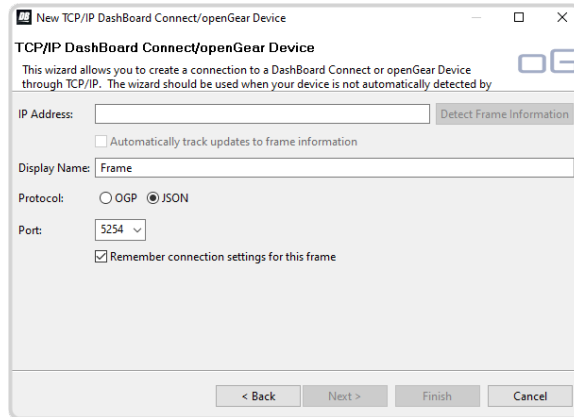 DB New TCP/IP DashBoard Connect/openGear Device
TCP/IP DashBoard Connect/openGear Device
This wizard allows you to create a connection to a DashBoard Connect or openGear Device
through TCP/IP. The wizard should be used when your device is not automatically detected by
IP Address: Detect Frame Information
Automatically track updates to frame information
Display Name: Frame
Protocol: OGP JSON
Port: 5254
Remember connection settings for this frame
< Back Next > Finish Cancel